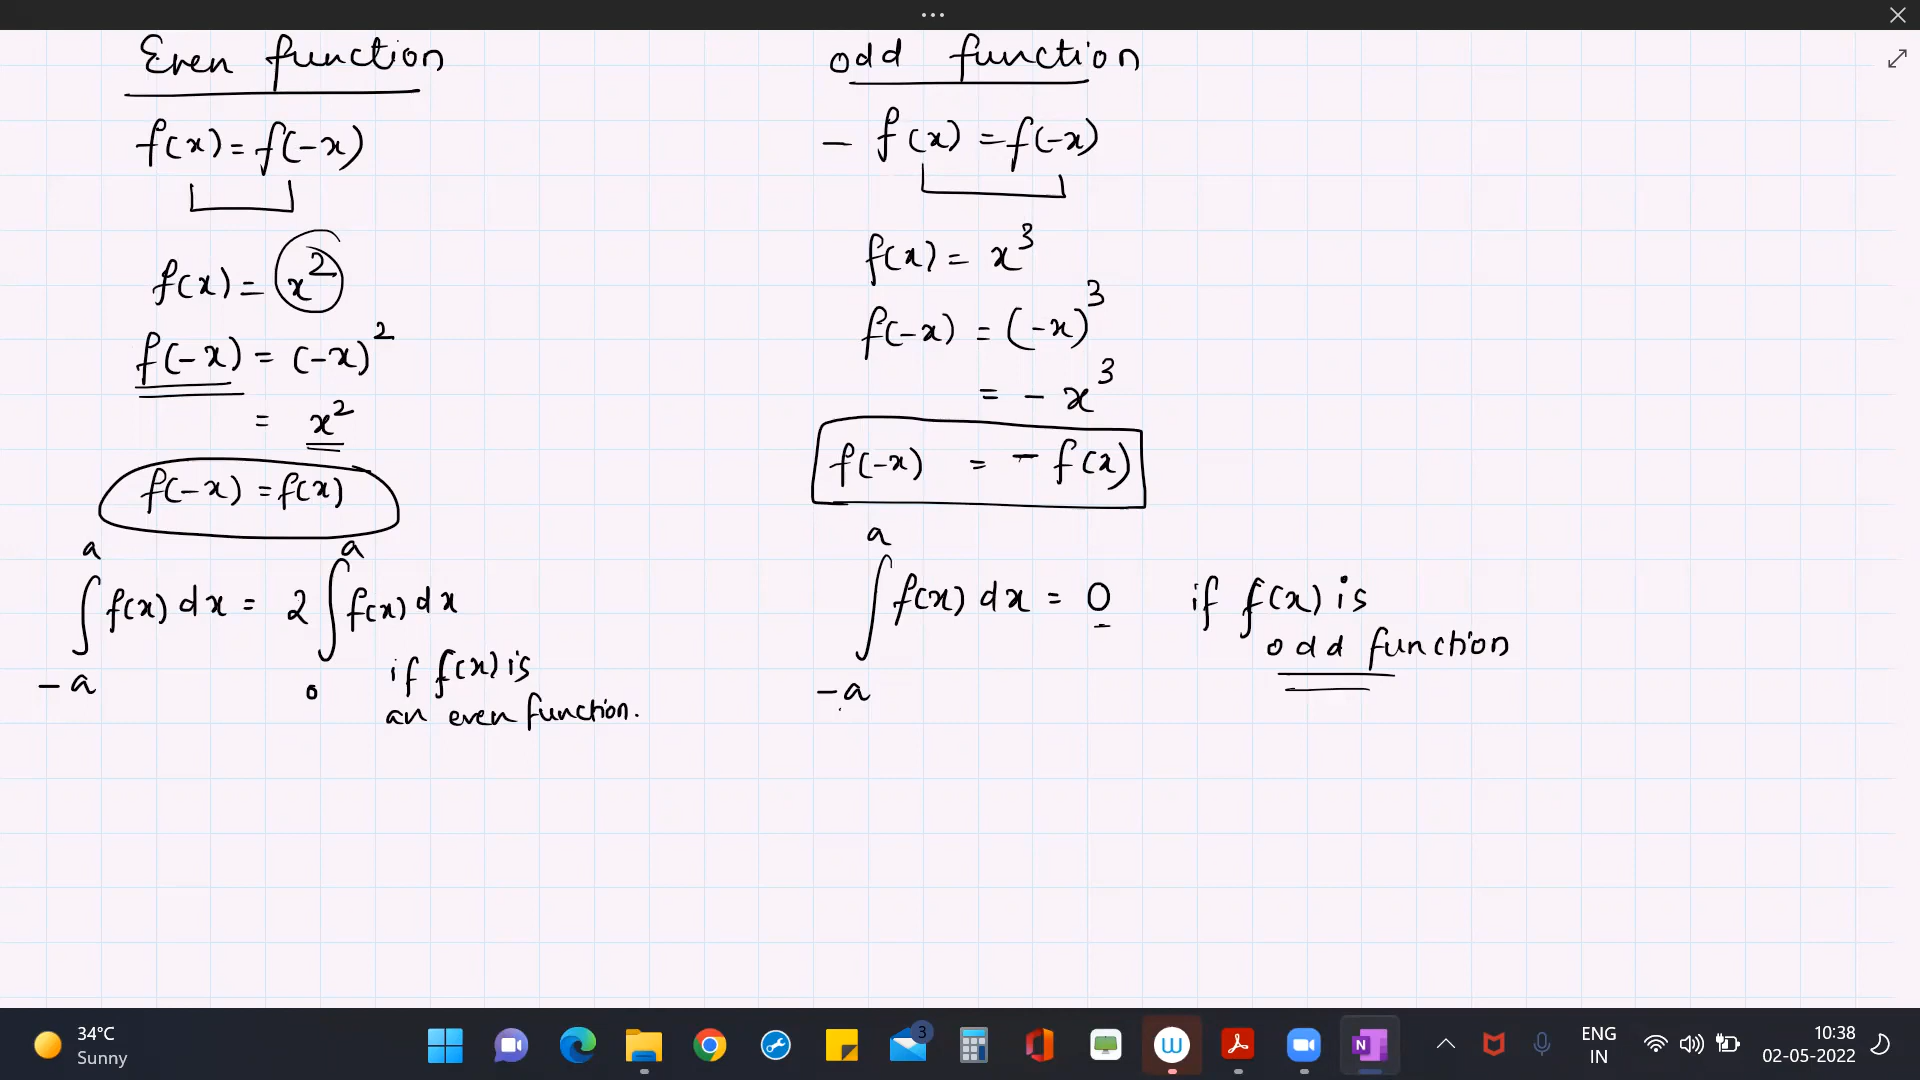 Even function
f(x) = f(-x)
f(x) = x²
f(-x) = (-x)²
= x²
f(-x) = f(x)
∫_{-a}^{a} f(x) dx = 2 ∫_{0}^{a} f(x) dx
if f(x) is
an even function.
odd function
- f(x) = f(-x)
f(x) = x³
f(-x) = (-x)³
= - x³
f(-x) = - f(x)
∫_{-a}^{a} f(x) dx = 0 if f(x) is
odd function
34°C
Sunny
3
ENG
IN
10:38
02-05-2022